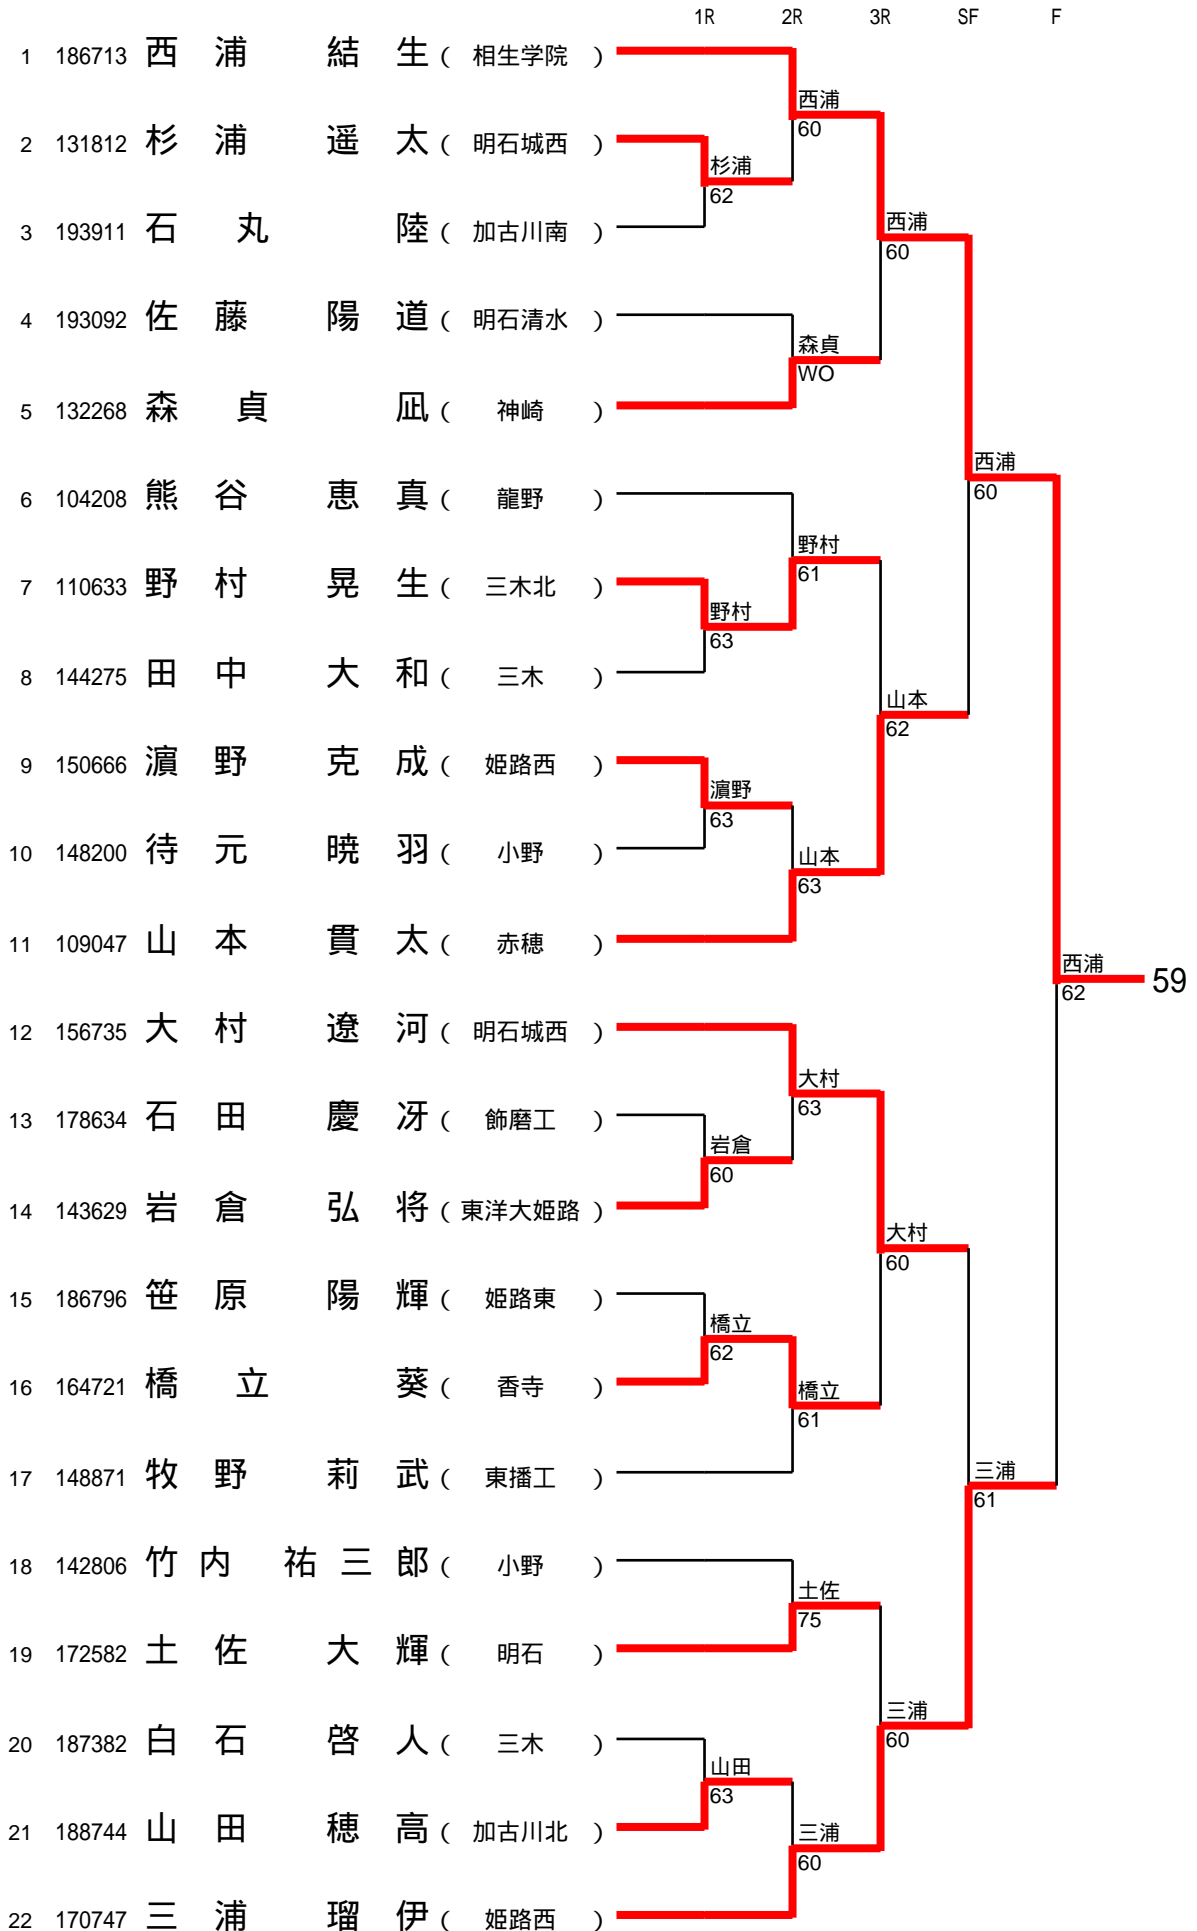 1R 2R 3R SF F
1 186713 西浦 結生 ( 相生学院 )
西浦
60
2 131812 杉浦 遥太 ( 明石城西 )
杉浦
62
3 193911 石丸 陸 ( 加古川南 )
西浦
60
4 193092 佐藤 陽道 ( 明石清水 )
森貞
WO
5 132268 森貞 凪 ( 神崎 )
西浦
60
6 104208 熊谷 恵真 ( 龍野 )
野村
61
7 110633 野村 晃生 ( 三木北 )
野村
63
8 144275 田中 大和 ( 三木 )
山本
62
9 150666 濵野 克成 ( 姫路西 )
濵野
63
10 148200 待元 暁羽 ( 小野 )
山本
63
11 109047 山本 貫太 ( 赤穂 )
西浦
62
59
12 156735 大村 遼河 ( 明石城西 )
大村
63
13 178634 石田 慶冴 ( 飾磨工 )
岩倉
60
14 143629 岩倉 弘将 ( 東洋大姫路 )
大村
60
15 186796 笹原 陽輝 ( 姫路東 )
橋立
62
16 164721 橋立 葵 ( 香寺 )
橋立
61
17 148871 牧野 莉武 ( 東播工 )
三浦
61
18 142806 竹内 祐三郎 ( 小野 )
土佐
75
19 172582 土佐 大輝 ( 明石 )
三浦
60
20 187382 白石 啓人 ( 三木 )
山田
63
21 188744 山田 穂高 ( 加古川北 )
三浦
60
22 170747 三浦 瑠伊 ( 姫路西 )